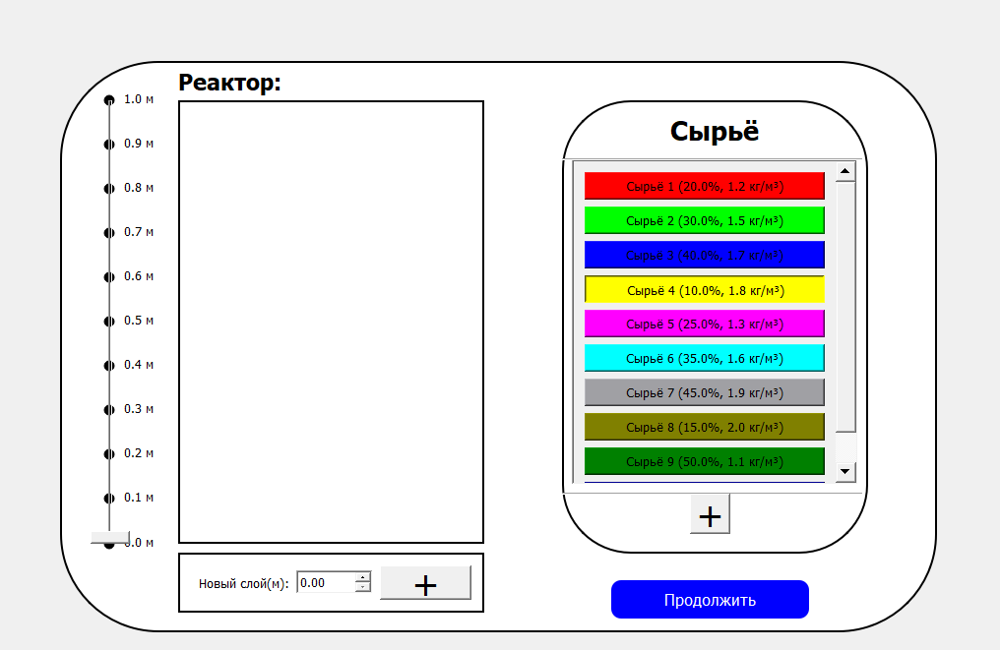 Реактор:
1.0 м
0.9 м
0.8 м
0.7 м
0.6 м
0.5 м
0.4 м
0.3 м
0.2 м
0.1 м
0.0 м
Новый слой(м): 0.00 +
Сырьё
Сырьё 1 (20.0%, 1.2 кг/м³)
Сырьё 2 (30.0%, 1.5 кг/м³)
Сырьё 3 (40.0%, 1.7 кг/м³)
Сырьё 4 (10.0%, 1.8 кг/м³)
Сырьё 5 (25.0%, 1.3 кг/м³)
Сырьё 6 (35.0%, 1.6 кг/м³)
Сырьё 7 (45.0%, 1.9 кг/м³)
Сырьё 8 (15.0%, 2.0 кг/м³)
Сырьё 9 (50.0%, 1.1 кг/м³)
+
Продолжить